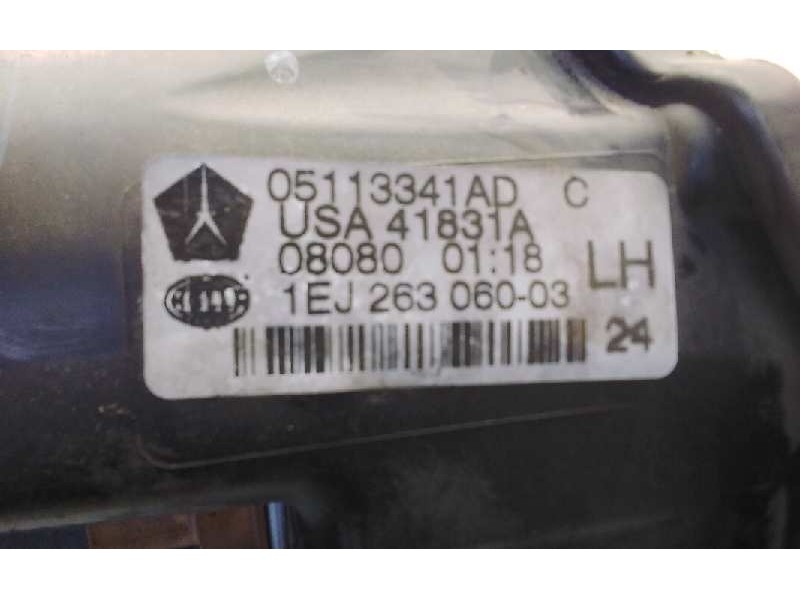 05113341AD C
USA 41831A
08080 01:18
LH
1EJ 263 060-03
24